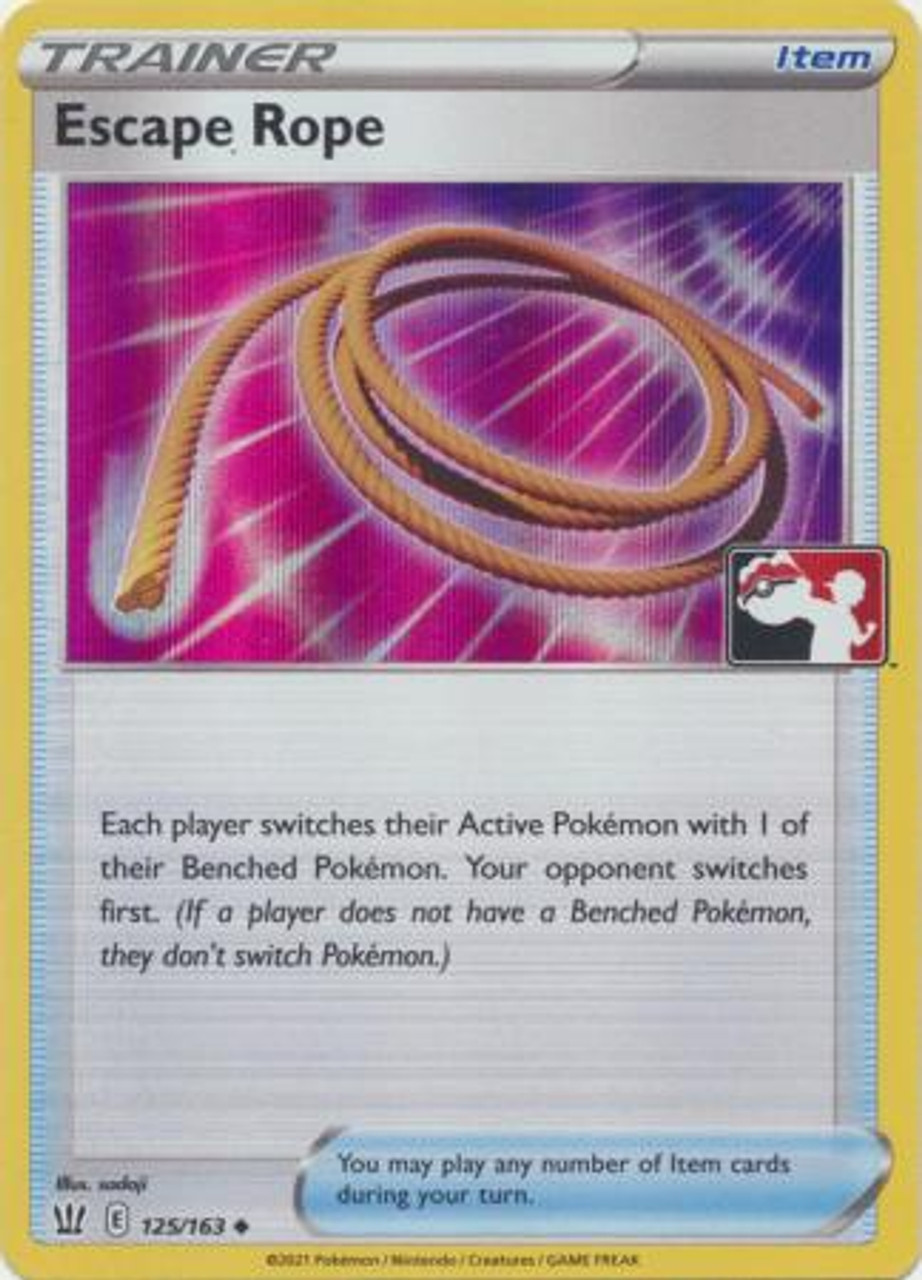 TRAINER
Item
Escape Rope
Each player switches their Active Pokémon with 1 of
their Benched Pokémon. Your opponent switches
first. (If a player does not have a Benched Pokémon,
they don't switch Pokémon.)
You may play any number of Item cards
during your turn.
Illus. sadaji
E 125/163
©2021 Pokémon / Nintendo / Creatures / GAME FREAK